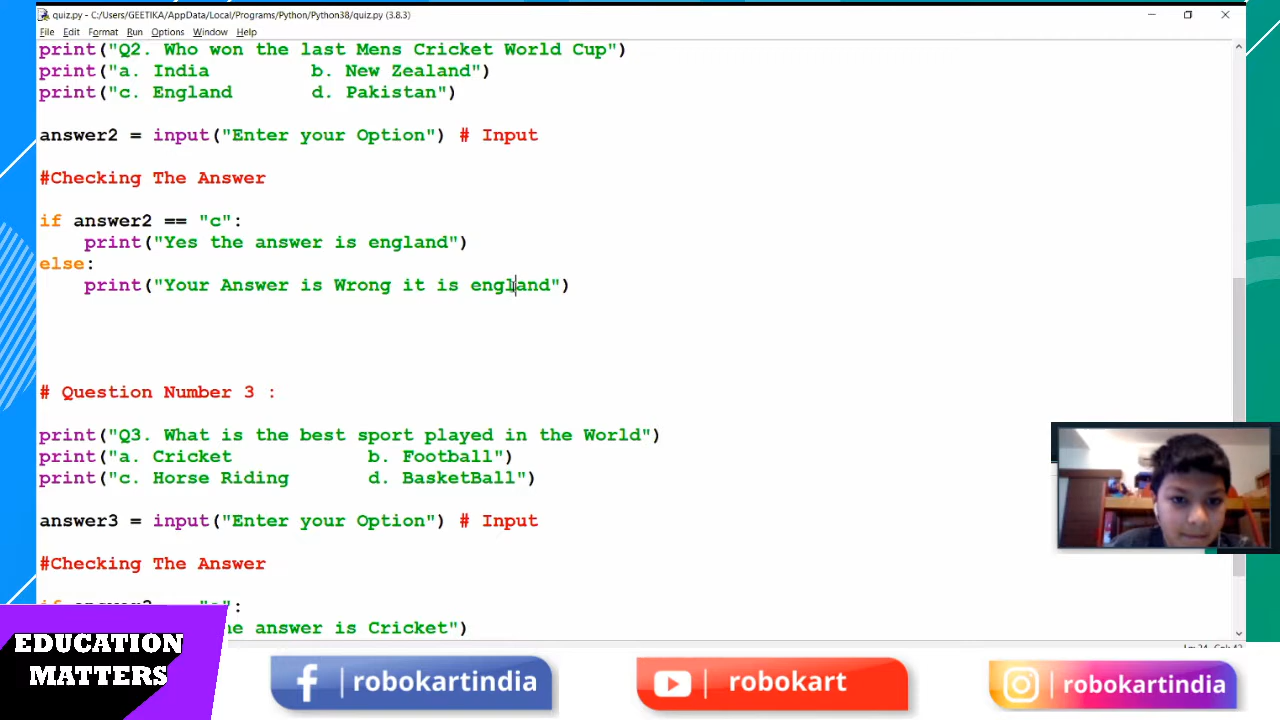 quiz.py - C:/Users/GEETIKA/AppData/Local/Programs/Python/Python38/quiz.py (3.8.3)
File Edit Format Run Options Window Help
print("Q2. Who won the last Mens Cricket World Cup")
print("a. India         b. New Zealand")
print("c. England       d. Pakistan")
answer2 = input("Enter your Option") # Input
#Checking The Answer
if answer2 == "c":
    print("Yes the answer is england")
else:
    print("Your Answer is Wrong it is england")
# Question Number 3 :
print("Q3. What is the best sport played in the World")
print("a. Cricket            b. Football")
print("c. Horse Riding       d. BasketBall")
answer3 = input("Enter your Option") # Input
#Checking The Answer
answer is Cricket")
EDUCATION
MATTERS
robokartindia
robokart
robokartindia